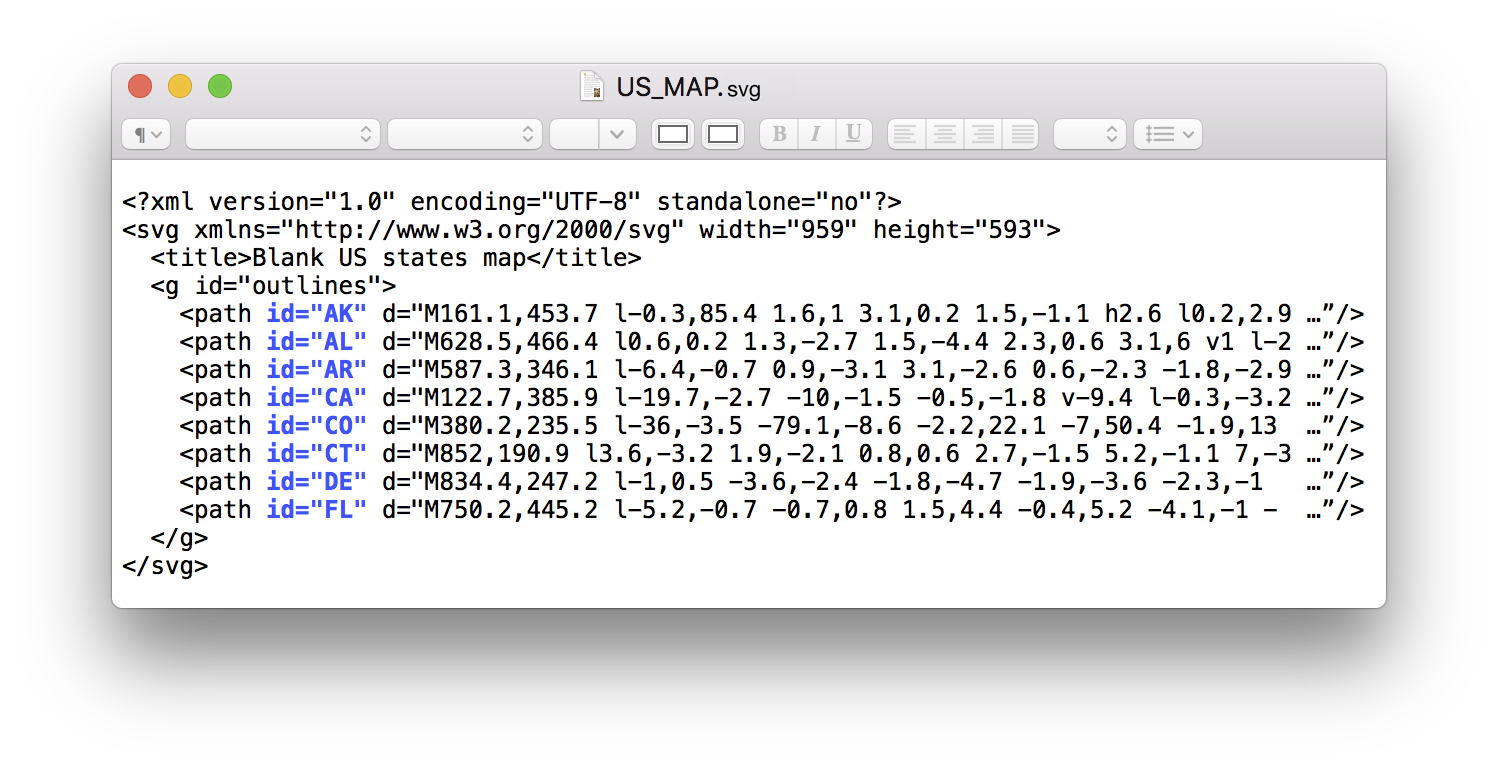 US_MAP.svg
¶
B I U
<?xml version="1.0" encoding="UTF-8" standalone="no"?>
<svg xmlns="http://www.w3.org/2000/svg" width="959" height="593">
<title>Blank US states map</title>
<g id="outlines">
<path id="AK" d="M161.1,453.7 l-0.3,85.4 1.6,1 3.1,0.2 1.5,-1.1 h2.6 l0.2,2.9 …”/>
<path id="AL" d="M628.5,466.4 l0.6,0.2 1.3,-2.7 1.5,-4.4 2.3,0.6 3.1,6 v1 l-2 …”/>
<path id="AR" d="M587.3,346.1 l-6.4,-0.7 0.9,-3.1 3.1,-2.6 0.6,-2.3 -1.8,-2.9 …”/>
<path id="CA" d="M122.7,385.9 l-19.7,-2.7 -10,-1.5 -0.5,-1.8 v-9.4 l-0.3,-3.2 …”/>
<path id="CO" d="M380.2,235.5 l-36,-3.5 -79.1,-8.6 -2.2,22.1 -7,50.4 -1.9,13 …”/>
<path id="CT" d="M852,190.9 l3.6,-3.2 1.9,-2.1 0.8,0.6 2.7,-1.5 5.2,-1.1 7,-3 …”/>
<path id="DE" d="M834.4,247.2 l-1,0.5 -3.6,-2.4 -1.8,-4.7 -1.9,-3.6 -2.3,-1 …”/>
<path id="FL" d="M750.2,445.2 l-5.2,-0.7 -0.7,0.8 1.5,4.4 -0.4,5.2 -4.1,-1 - …”/>
</g>
</svg>